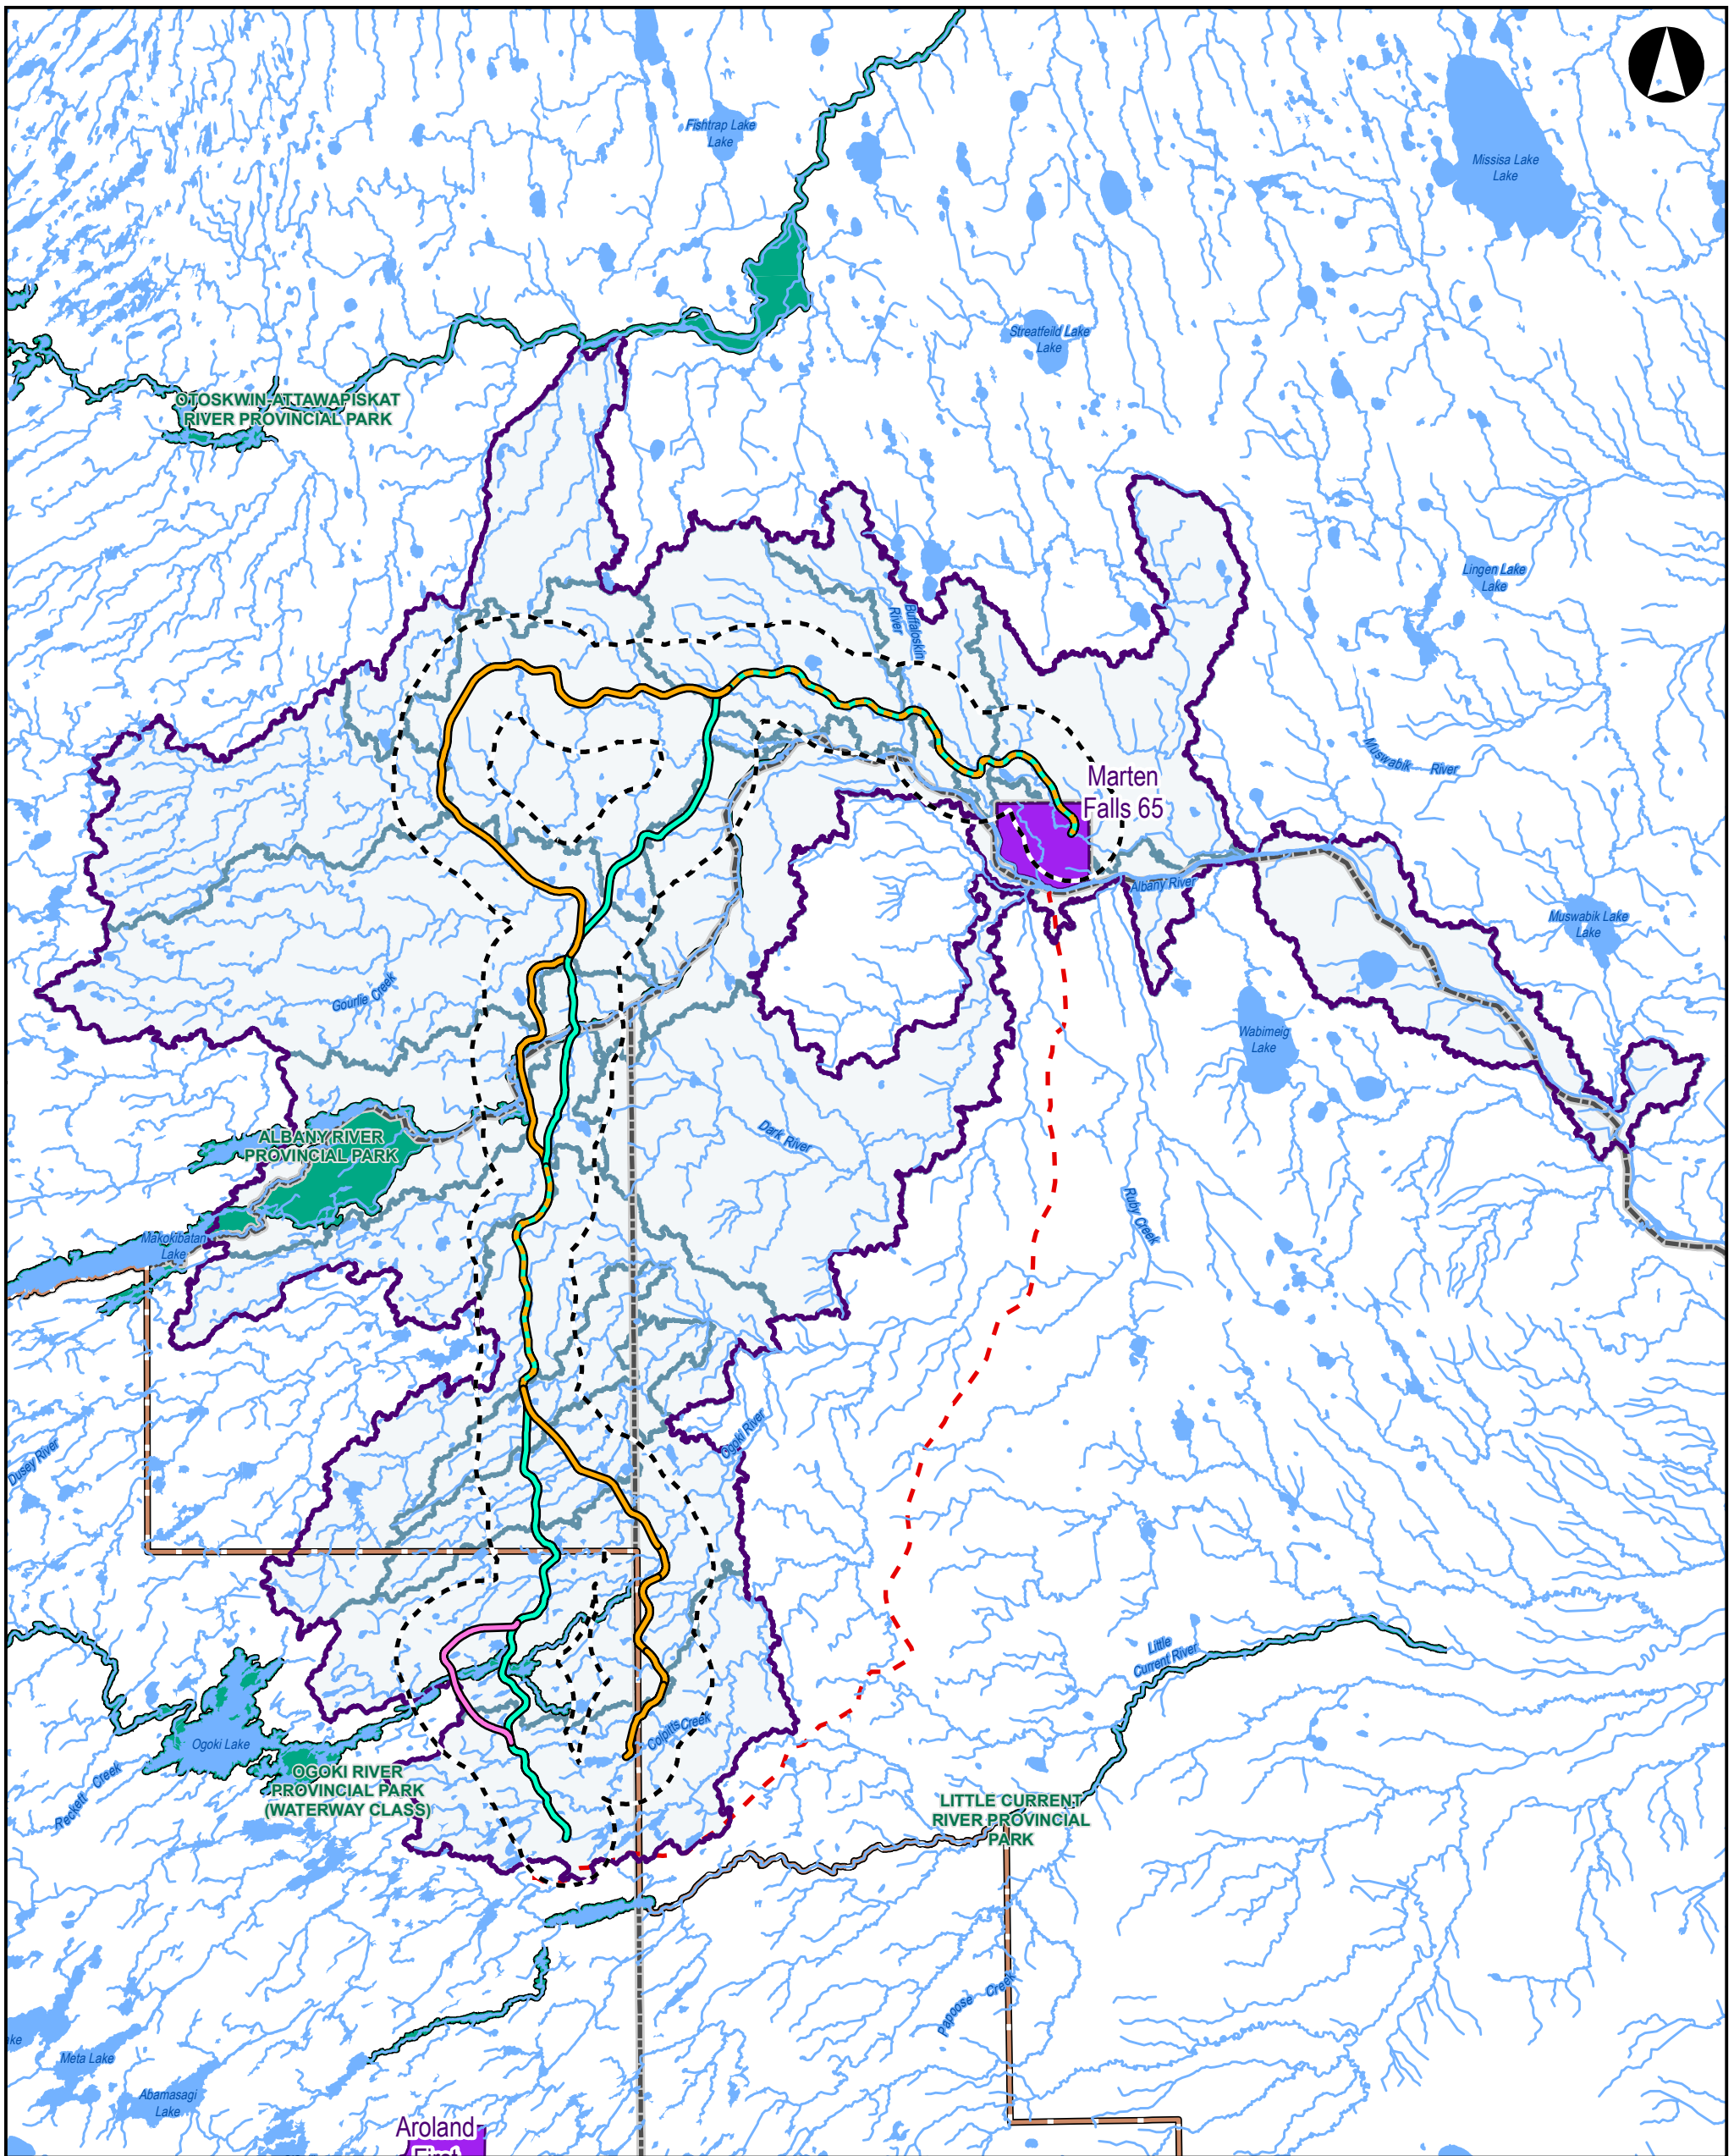 Fishtrap Lake
Lake
Missisa Lake
Lake
Streatfeild Lake
Lake
OTOSKWIN-ATTAWAPISKAT
RIVER PROVINCIAL PARK
Lingen Lake
Lake
Buffaloskin
River
Muswabik River
Marten
Falls 65
Albany River
Muswabik Lake
Lake
Gourlie Creek
Wabimeig
Lake
ALBANY RIVER
PROVINCIAL PARK
Dark River
Ruby Creek
Makokibatan
Lake
Ogoki River
Dusey River
Little
Current River
Colpitts Creek
Ogoki Lake
Beckett Creek
OGOKI RIVER
PROVINCIAL PARK
(WATERWAY CLASS)
LITTLE CURRENT
RIVER PROVINCIAL
PARK
Papoose Creek
ke
Meta Lake
Abamasagi
Lake
Aroland
First